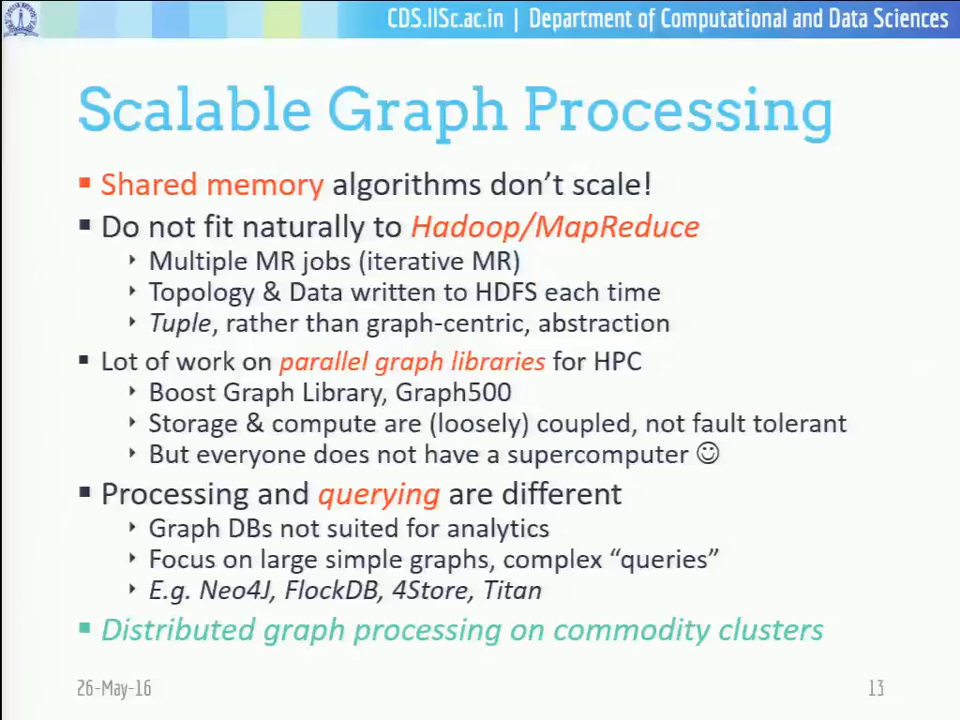 CDS.IISc.ac.in | Department of Computational and Data Sciences
Scalable Graph Processing
Shared memory algorithms don't scale!
Do not fit naturally to Hadoop/MapReduce
Multiple MR jobs (iterative MR)
Topology & Data written to HDFS each time
Tuple, rather than graph-centric, abstraction
Lot of work on parallel graph libraries for HPC
Boost Graph Library, Graph500
Storage & compute are (loosely) coupled, not fault tolerant
But everyone does not have a supercomputer ☺
Processing and querying are different
Graph DBs not suited for analytics
Focus on large simple graphs, complex “queries”
E.g. Neo4J, FlockDB, 4Store, Titan
Distributed graph processing on commodity clusters
26-May-16
13